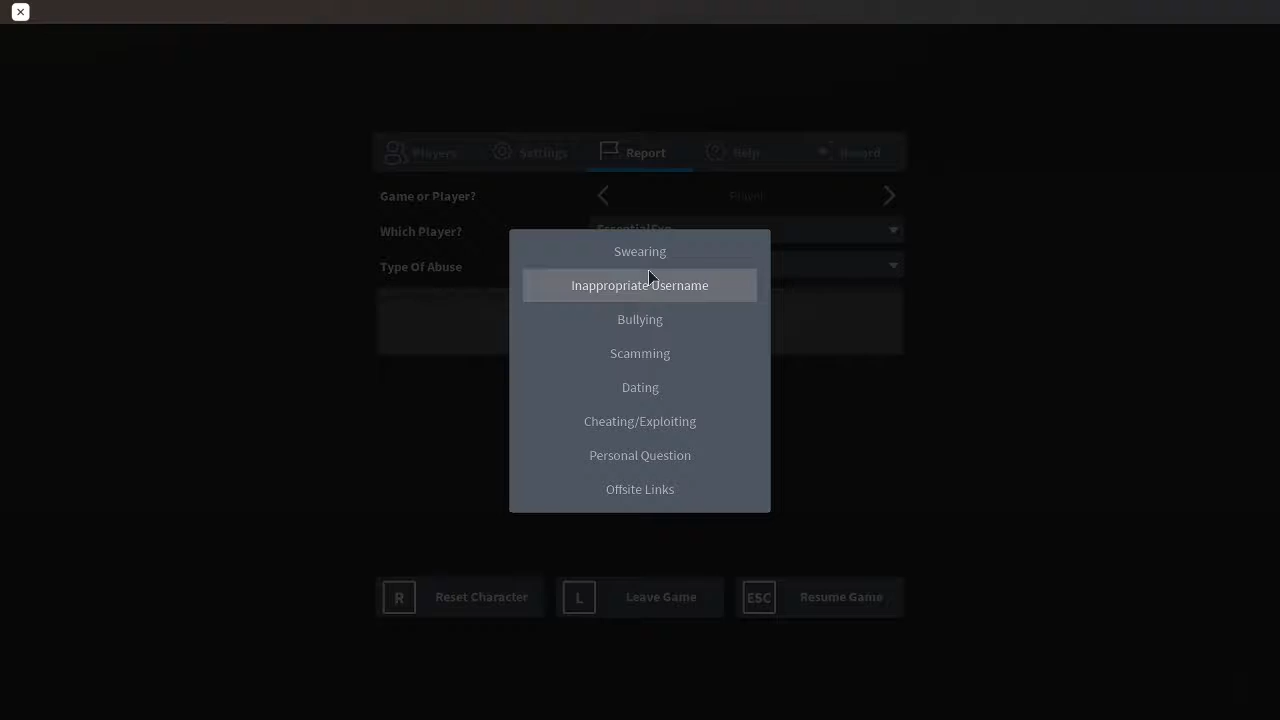 Players
Settings
Report
Help
Record
Game or Player?
Player
Which Player?
Type Of Abuse
Swearing
Inappropriate Username
Bullying
Scamming
Dating
Cheating/Exploiting
Personal Question
Offsite Links
R
Reset Character
L
Leave Game
ESC
Resume Game